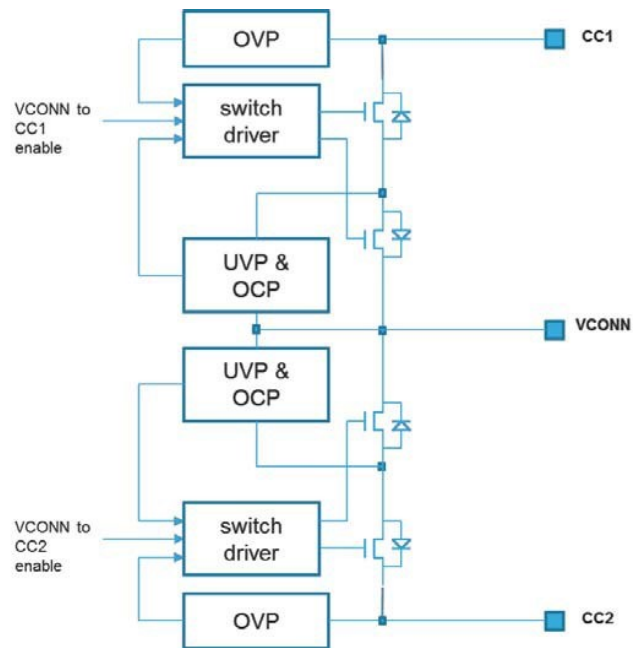 OVP
CC1
VCONN to
CC1
enable
switch
driver
UVP &
OCP
VCONN
UVP &
OCP
VCONN to
CC2
enable
switch
driver
OVP
CC2